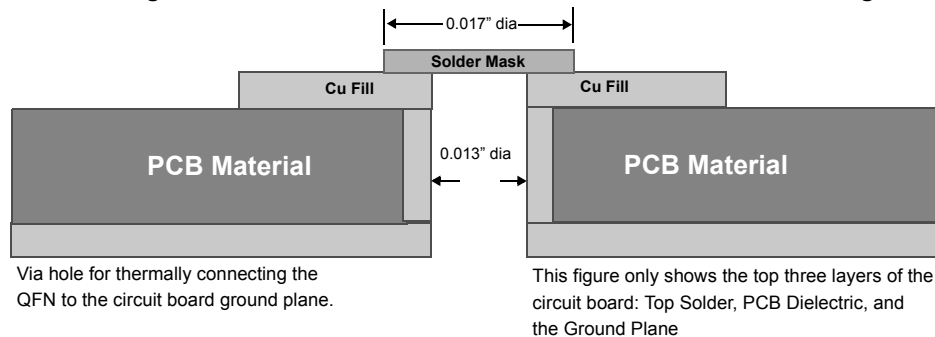 0.017” dia
Solder Mask
Cu Fill
Cu Fill
PCB Material
0.013” dia
PCB Material
Via hole for thermally connecting the
QFN to the circuit board ground plane.
This figure only shows the top three layers of the
circuit board: Top Solder, PCB Dielectric, and
the Ground Plane